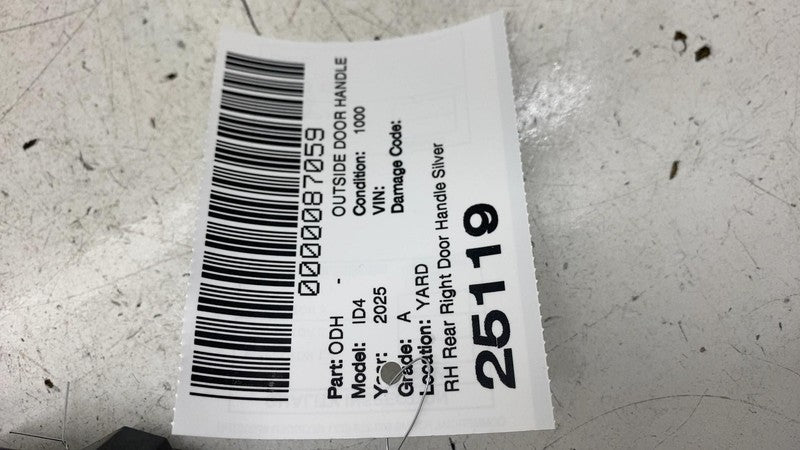 0000087059
Part: ODH - OUTSIDE DOOR HANDLE
Model: ID4 Condition: 1000
Year: 2025 VIN:
Grade: A Damage Code:
Location: YARD
RH Rear Right Door Handle Silver
25119